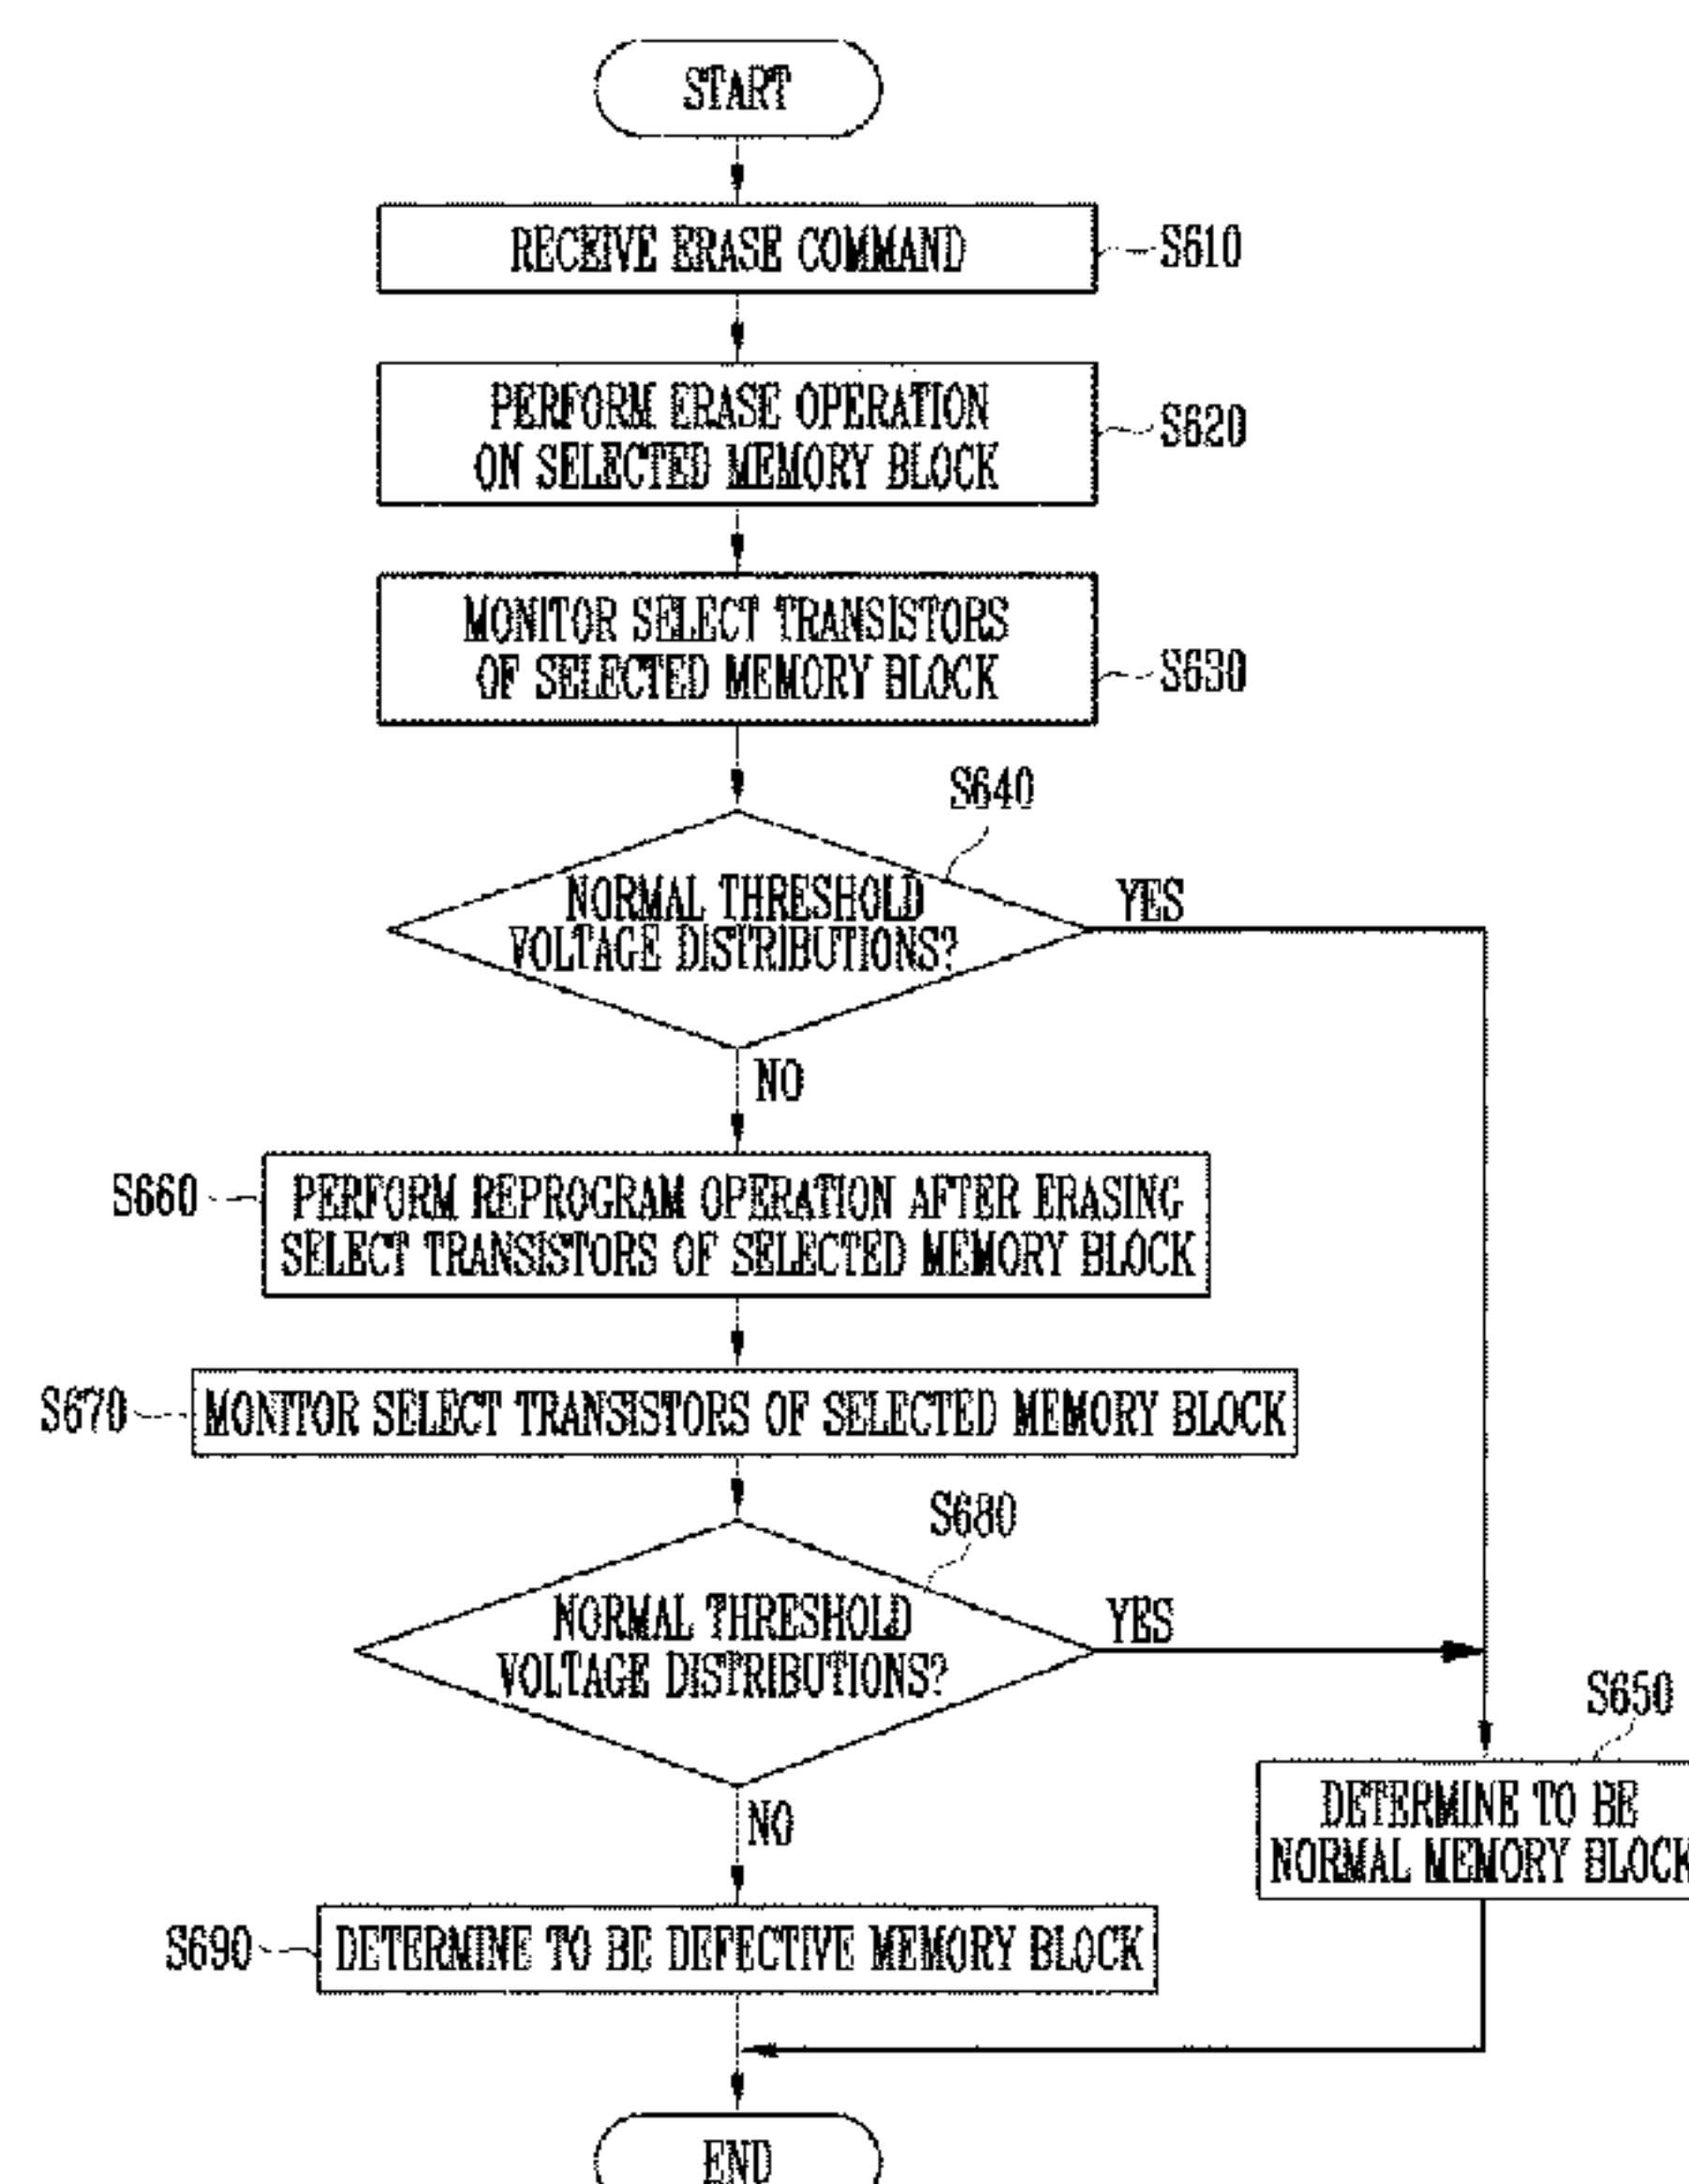 START
RECEIVE ERASE COMMAND
S610
PERFORM ERASE OPERATION
ON SELECTED MEMORY BLOCK
S620
MONITOR SELECT TRANSISTORS
OF SELECTED MEMORY BLOCK
S630
S640
NORMAL THRESHOLD
VOLTAGE DISTRIBUTIONS?
YES
NO
S660
PERFORM REPROGRAM OPERATION AFTER ERASING
SELECT TRANSISTORS OF SELECTED MEMORY BLOCK
S670
MONITOR SELECT TRANSISTORS OF SELECTED MEMORY BLOCK
S680
NORMAL THRESHOLD
VOLTAGE DISTRIBUTIONS?
YES
NO
S650
DETERMINE TO BE
NORMAL MEMORY BLOCK
S690
DETERMINE TO BE DEFECTIVE MEMORY BLOCK
END